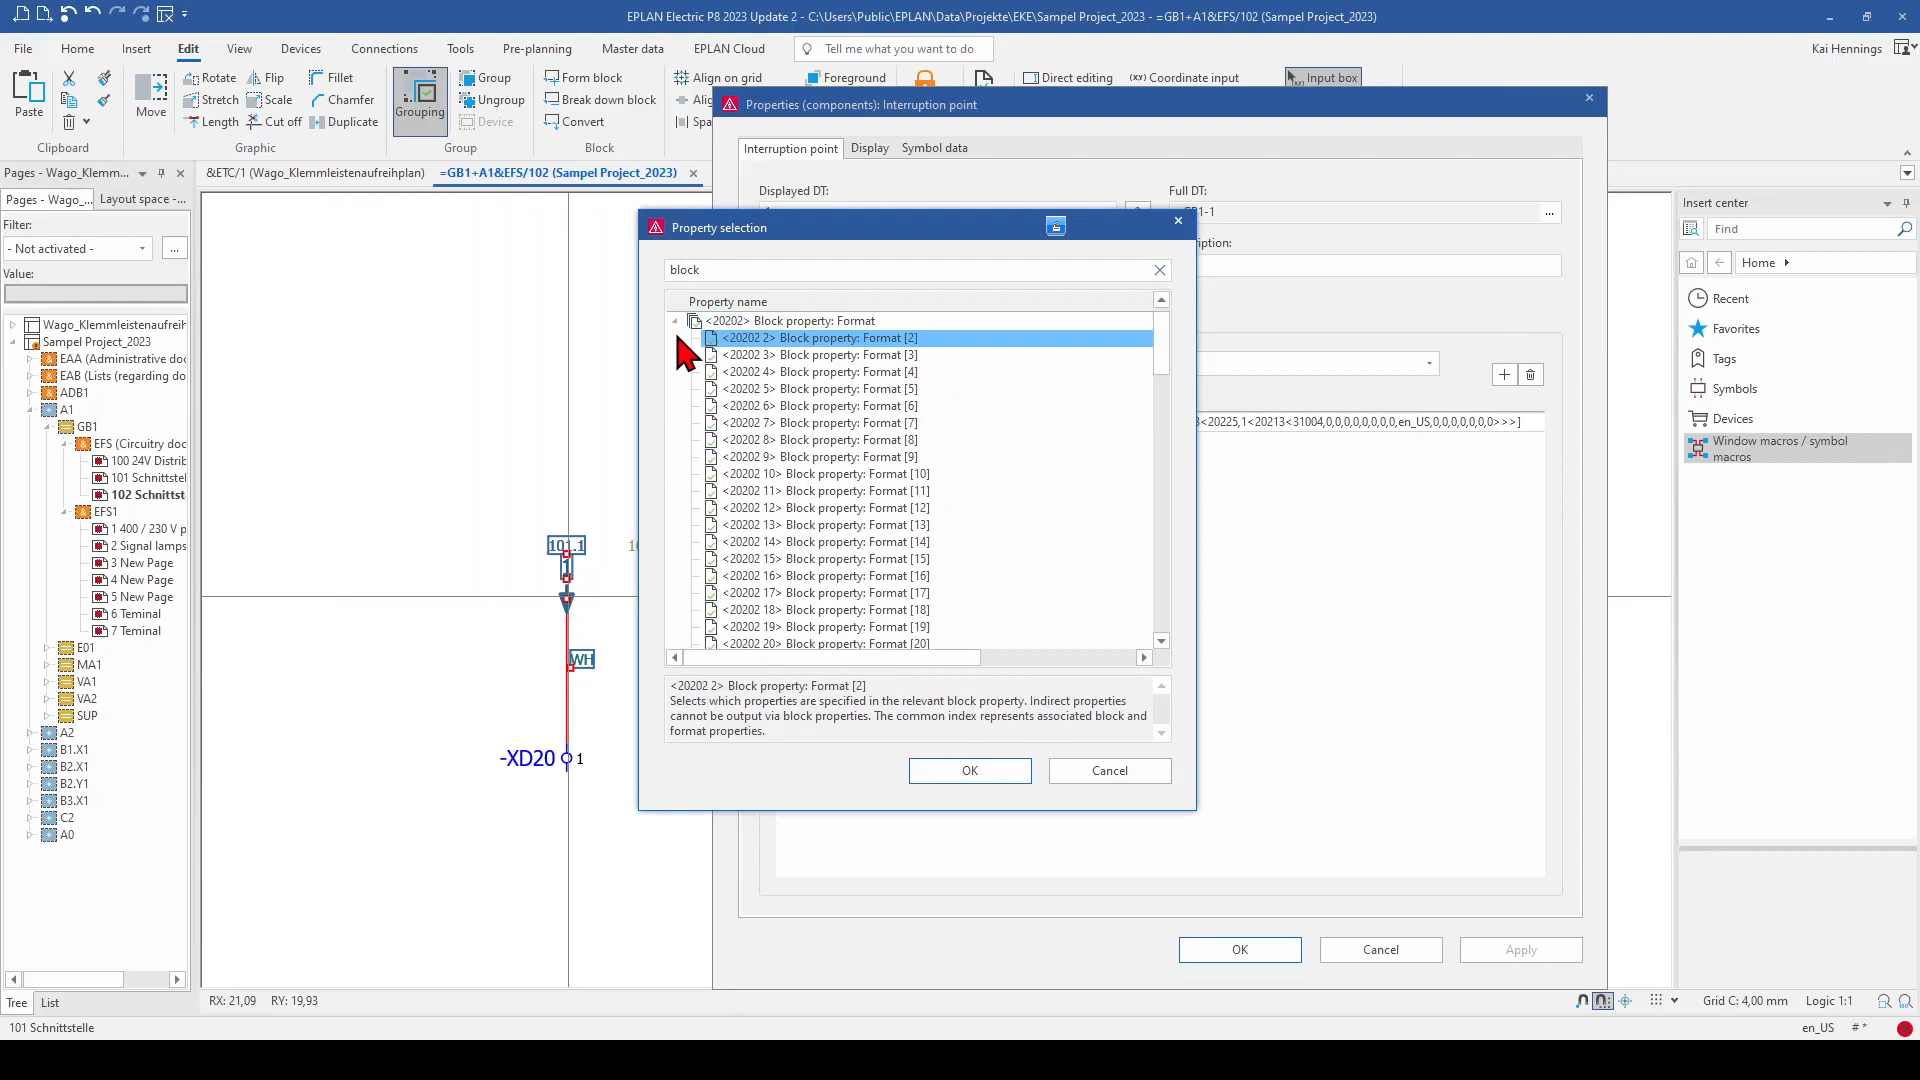 EPLAN Electric P8 2023 Update 2 - C:\Users\Public\EPLAN\Data\Projekte\EKE\Sampel Project_2023 - =GB1+A1&EFS/102 (Sampel Project_2023)
File Home Insert Edit View Devices Connections Tools Pre-planning Master data EPLAN Cloud Tell me what you want to do Kai Hennings
Paste
Clipboard
Move
Rotate Flip Fillet
Stretch Scale Chamfer
Length Cut off Duplicate
Graphic
Grouping
Group
Ungroup
Device
Group
Form block
Break down block
Convert
Block
Align on grid
Foreground
Direct editing
(XY) Coordinate input
Input box
Pages - Wago_Klemm...
&ETC/1 (Wago_Klemmleistenaufreihplan)
=GB1+A1&EFS/102 (Sampel Project_2023)
Pages - Wago_... Layout space -...
Filter:
- Not activated -
...
Value:
Wago_Klemmleistenaufreih
Sampel Project_2023
EAA (Administrative do
EAB (Lists (regarding do
ADB1
A1
GB1
EFS (Circuitry doc
100 24V Distrib
101 Schnittstel
102 Schnittst
EFS1
1 400 / 230 V p
2 Signal lamps
3 New Page
4 New Page
5 New Page
6 Teminal
7 Teminal
E01
MA1
VA1
VA2
SUP
A2
B1.X1
B2.X1
B2.Y1
B3.X1
C2
A0
Tree List
101.1
1
WH
-XD20 1
RX: 21,09 RY: 19,93
Properties (components): Interruption point
Interruption point Display Symbol data
Displayed DT:
Full DT:
...
3<20225,1<20213<31004,0,0,0,0,0,0,0,0,en_US,0,0,0,0,0,0,0>>>]
OK Cancel Apply
Property selection
block
Property name
<20202> Block property: Format
<20202 2> Block property: Format [2]
<20202 3> Block property: Format [3]
<20202 4> Block property: Format [4]
<20202 5> Block property: Format [5]
<20202 6> Block property: Format [6]
<20202 7> Block property: Format [7]
<20202 8> Block property: Format [8]
<20202 9> Block property: Format [9]
<20202 10> Block property: Format [10]
<20202 11> Block property: Format [11]
<20202 12> Block property: Format [12]
<20202 13> Block property: Format [13]
<20202 14> Block property: Format [14]
<20202 15> Block property: Format [15]
<20202 16> Block property: Format [16]
<20202 17> Block property: Format [17]
<20202 18> Block property: Format [18]
<20202 19> Block property: Format [19]
<20202 20> Block property: Format [20]
<20202 2> Block property: Format [2]
Selects which properties are specified in the relevant block property. Indirect properties
cannot be output via block properties. The common index represents associated block and
format properties.
OK Cancel
Insert center
Find
Home
Recent
Favorites
Tags
Symbols
Devices
Window macros / symbol
macros
Grid C: 4,00 mm Logic 1:1
101 Schnittstelle
en_US # *